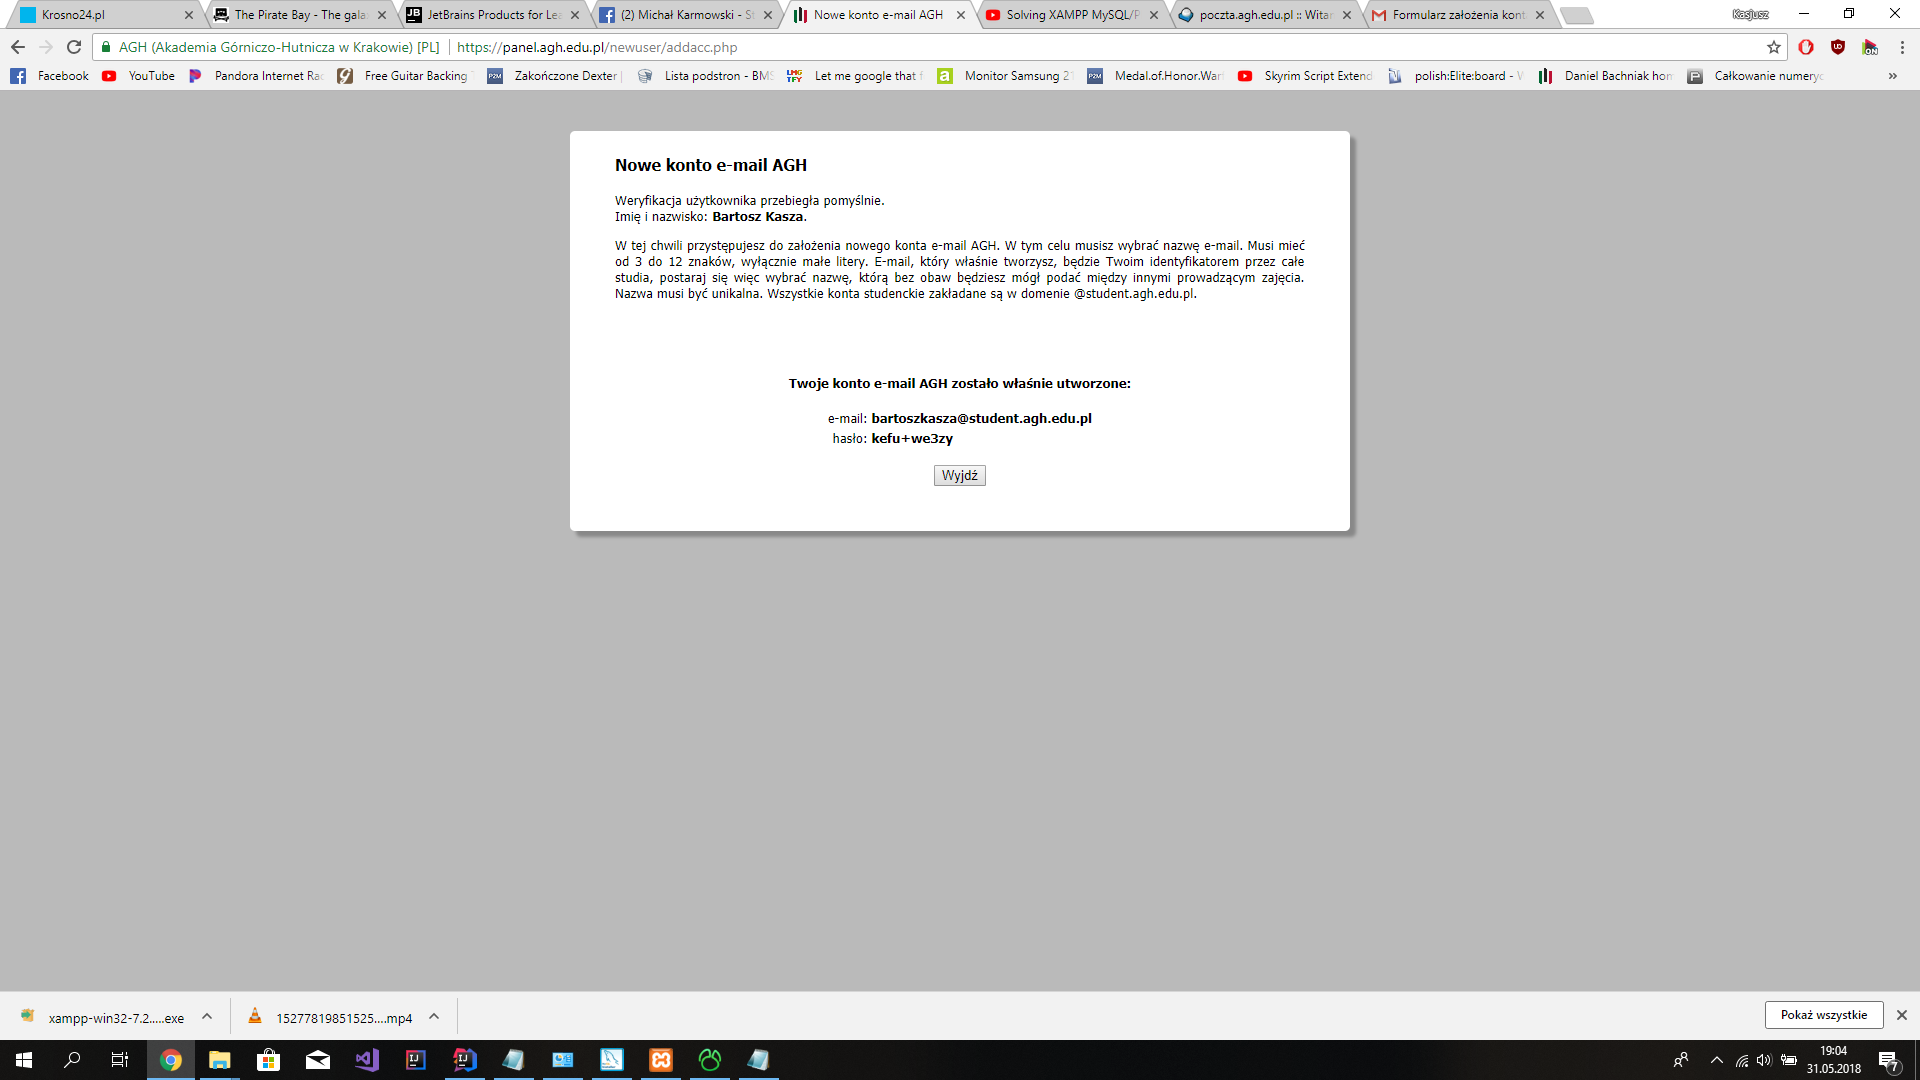 Krosno24.pl
The Pirate Bay - The gala
JetBrains Products for Lea
(2) Michał Karmowski - St
Nowe konto e-mail AGH
Solving XAMPP MySQL/P
poczta.agh.edu.pl :: Witam
Formularz założenia kont
Kasjusz
AGH (Akademia Górniczo-Hutnicza w Krakowie) [PL]
https://panel.agh.edu.pl/newuser/addacc.php
Facebook
YouTube
Pandora Internet Rad
Free Guitar Backing T
Zakończone Dexter |
Lista podstron - BMS
Let me google that f
Monitor Samsung 2
Medal.of.Honor.War
Skyrim Script Extend
polish:Elite:board - W
Daniel Bachniak hom
Całkowanie numeryc
Nowe konto e-mail AGH
Weryfikacja użytkownika przebiegła pomyślnie.
Imię i nazwisko: Bartosz Kasza.
W tej chwili przystępujesz do założenia nowego konta e-mail AGH. W tym celu musisz wybrać nazwę e-mail. Musi mieć
od 3 do 12 znaków, wyłącznie małe litery. E-mail, który właśnie tworzysz, będzie Twoim identyfikatorem przez całe
studia, postaraj się więc wybrać nazwę, którą bez obaw będziesz mógł podać między innymi prowadzącym zajęcia.
Nazwa musi być unikalna. Wszystkie konta studenckie zakładane są w domenie @student.agh.edu.pl.
Twoje konto e-mail AGH zostało właśnie utworzone:
e-mail: bartoszkasza@student.agh.edu.pl
hasło: kefu+we3zy
Wyjdź
xampp-win32-7.2.....exe
15277819851525....mp4
Pokaż wszystkie
19:04
31.05.2018
7